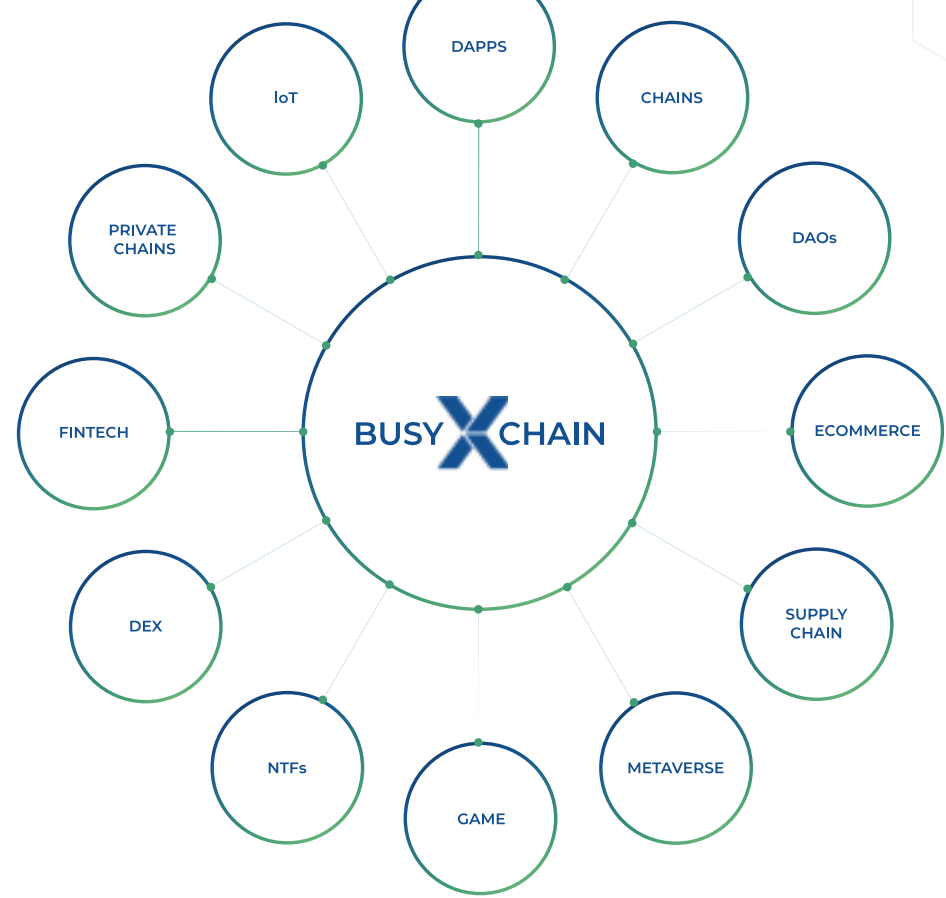 DAPPS
IoT
CHAINS
PRIVATE
CHAINS
DAOs
FINTECH
BUSY X CHAIN
ECOMMERCE
DEX
SUPPLY
CHAIN
NTFs
METAVERSE
GAME